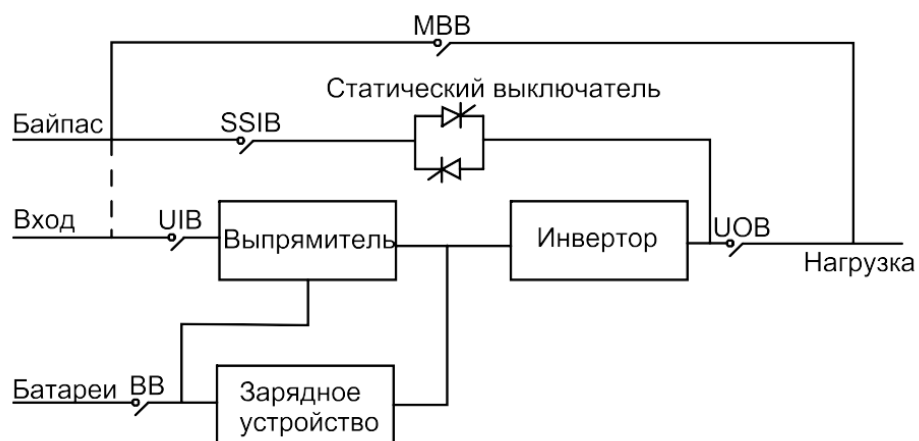 MBB
Статический выключатель
Байпас
SSIB
Вход
UIB
Выпрямитель
Инвертор
UOB
Нагрузка
Батареи
BB
Зарядное
устройство